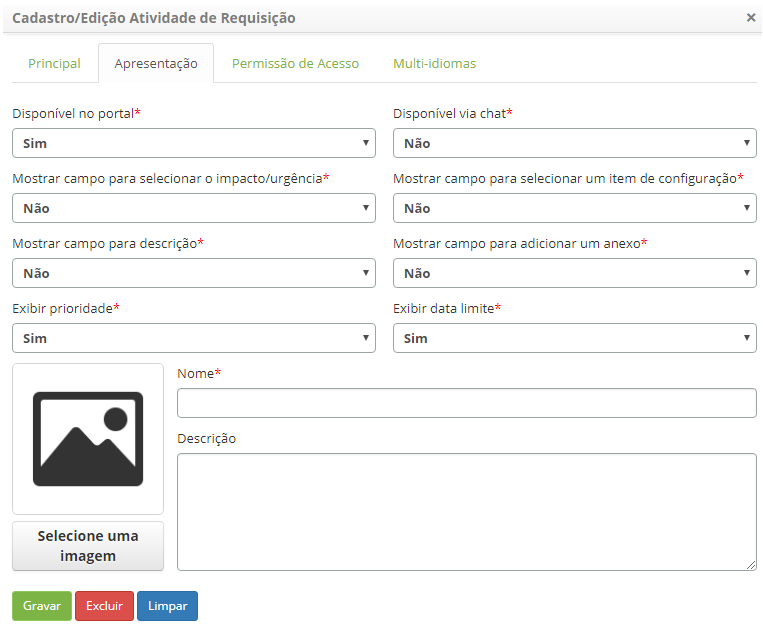 Cadastro/Edição Atividade de Requisição ×
Principal Apresentação Permissão de Acesso Multi-idiomas
Disponível no portal* Disponível via chat*
Sim Não
Mostrar campo para selecionar o impacto/urgência* Mostrar campo para selecionar um item de configuração*
Não Não
Mostrar campo para descrição* Mostrar campo para adicionar um anexo*
Não Não
Exibir prioridade* Exibir data limite*
Sim Sim
Nome*
Descrição
Selecione uma
imagem
Gravar Excluir Limpar